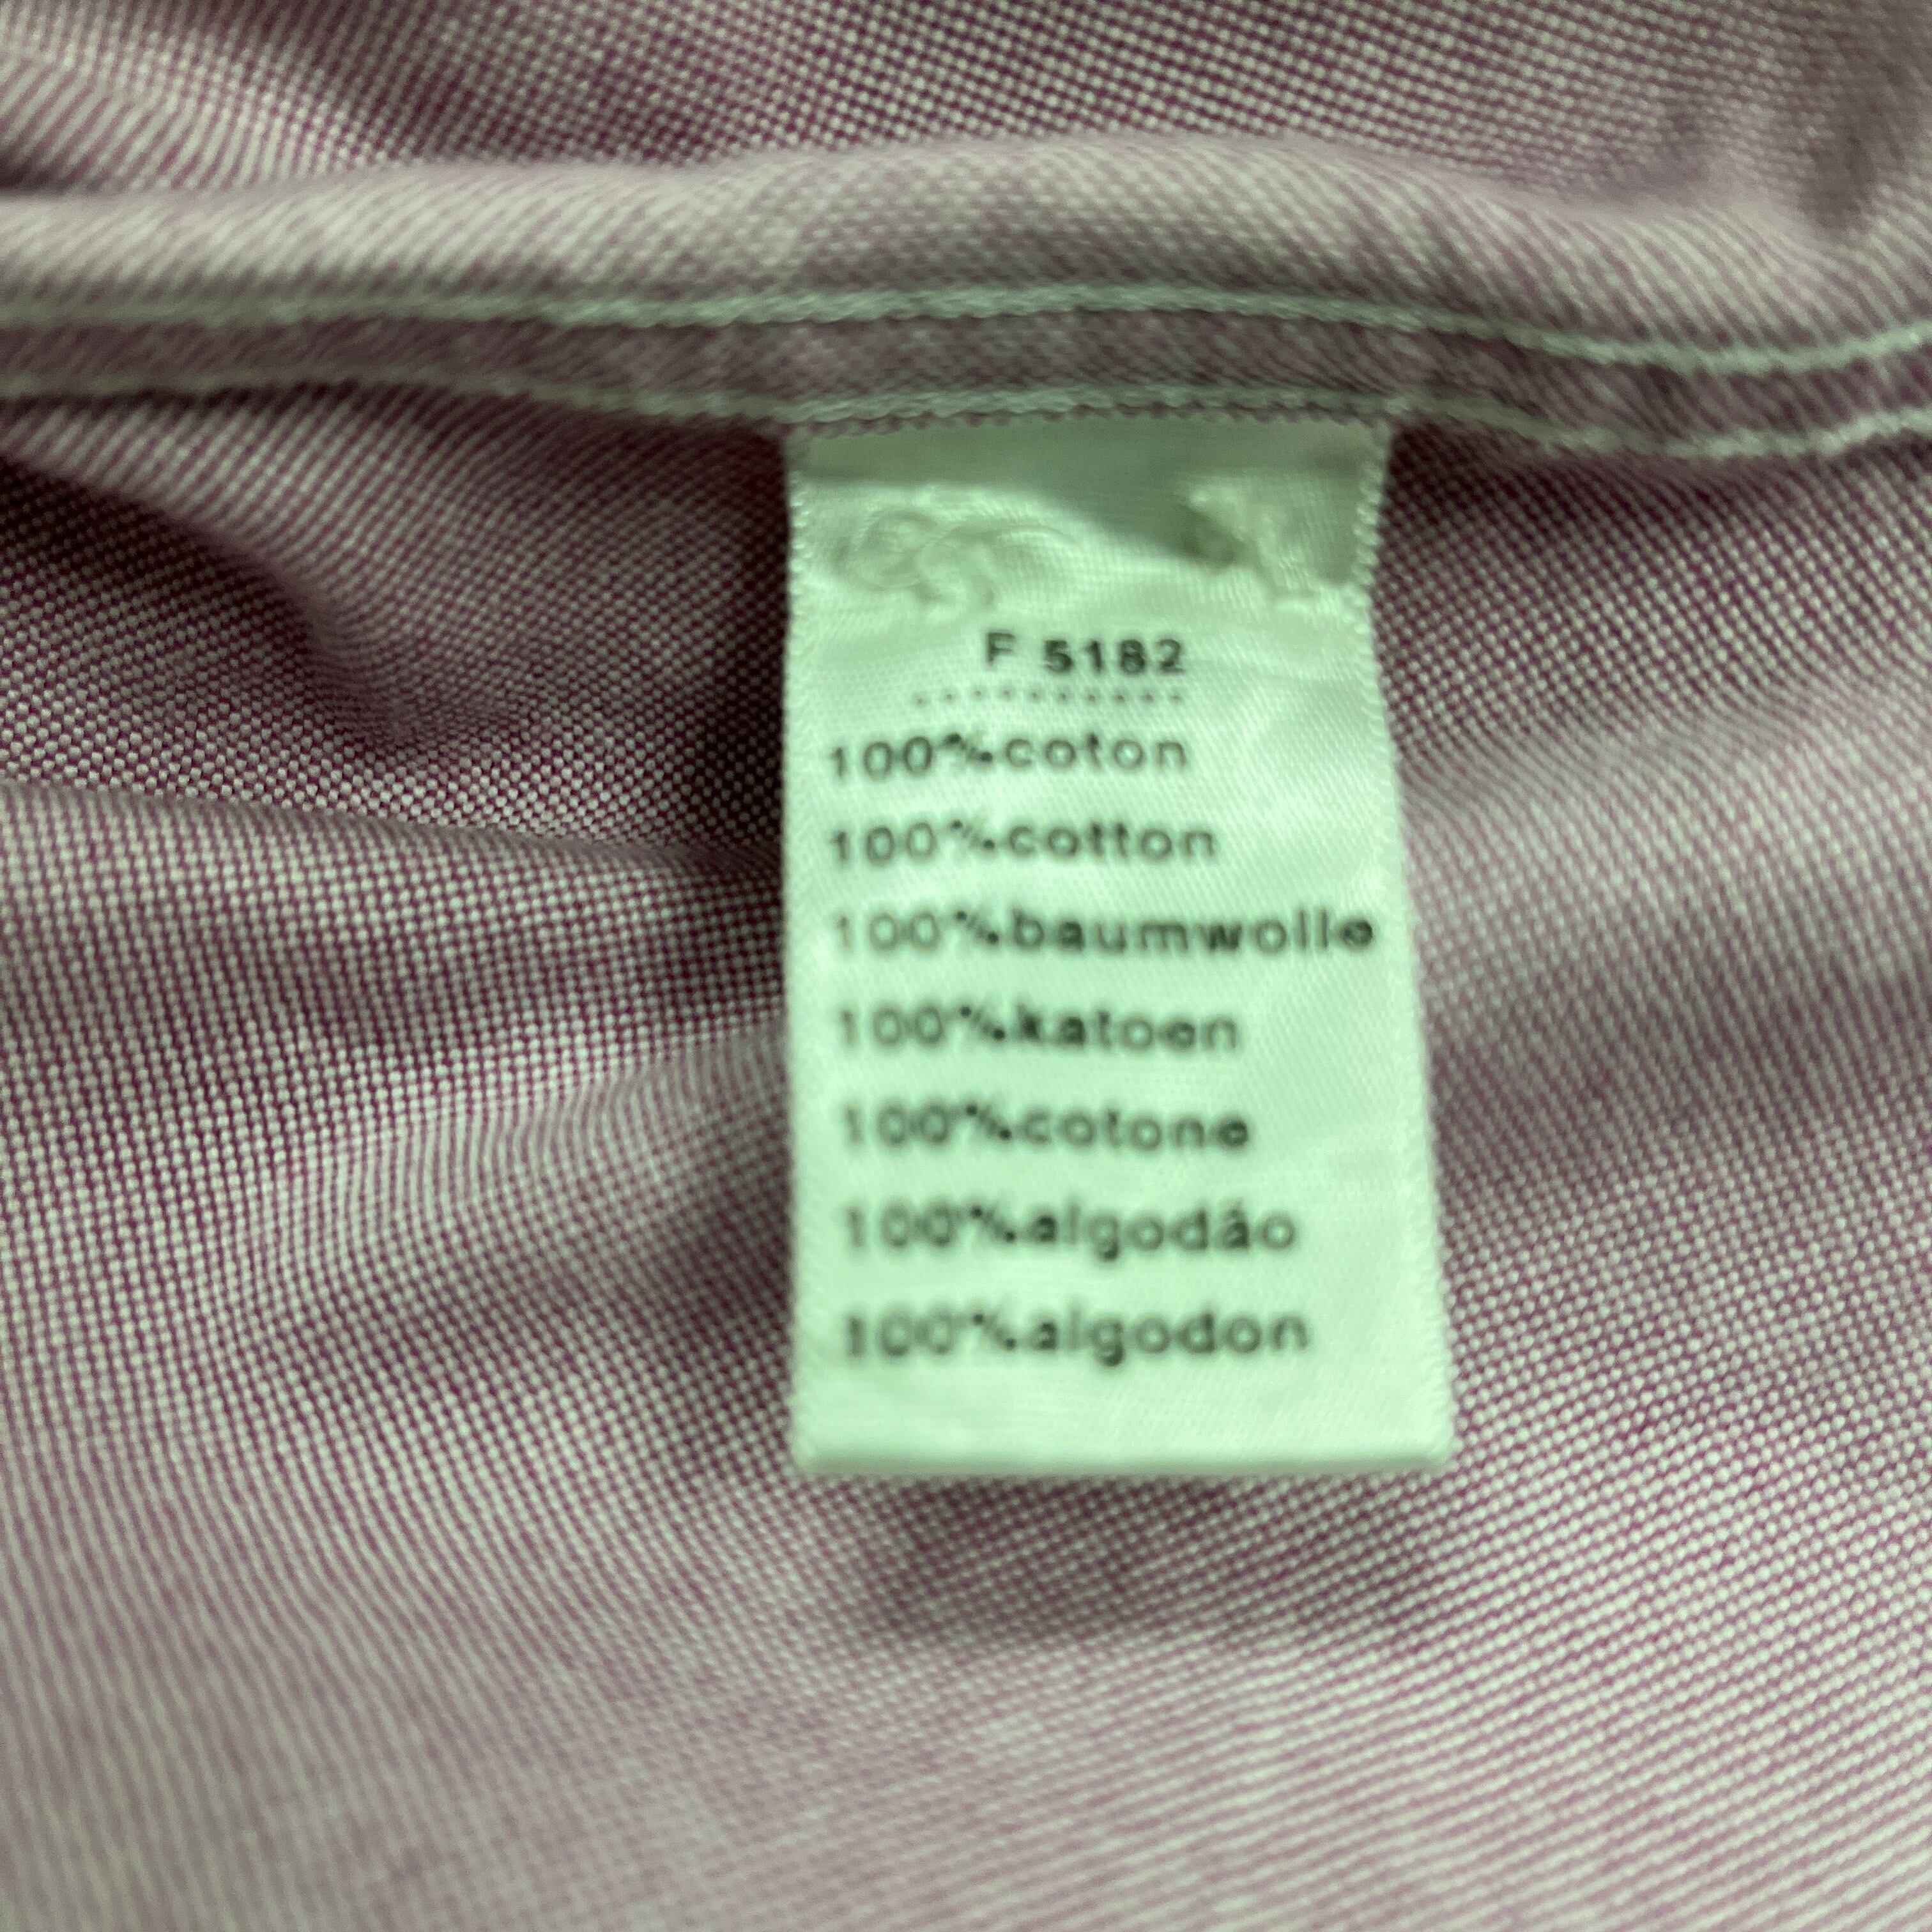 F 5182
100%coton
100%cotton
100%baumwolle
100%katoen
100%cotone
100%algodão
100%algodon